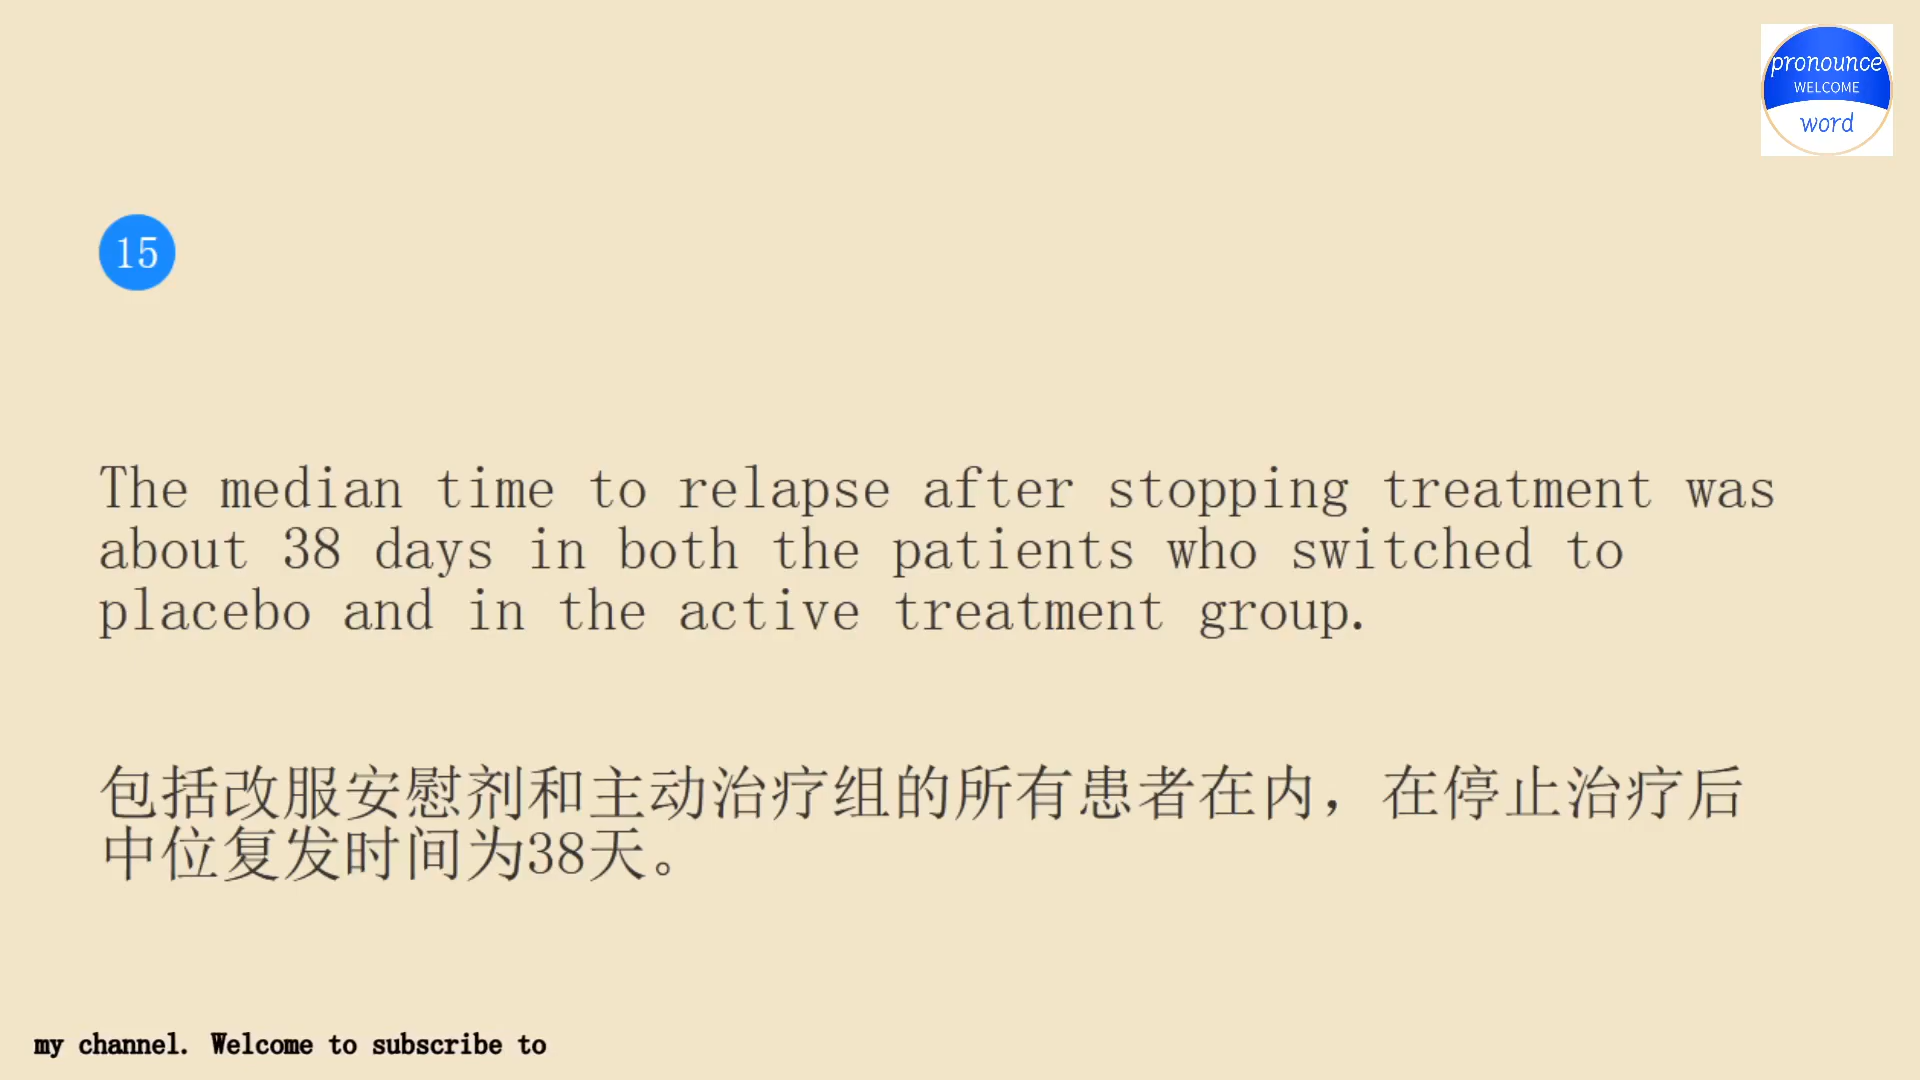 pronounce
WELCOME
word
15
The median time to relapse after stopping treatment was
about 38 days in both the patients who switched to
placebo and in the active treatment group.
包括改服安慰剂和主动治疗组的所有患者在内，在停止治疗后
中位复发时间为38天。
my channel. Welcome to subscribe to